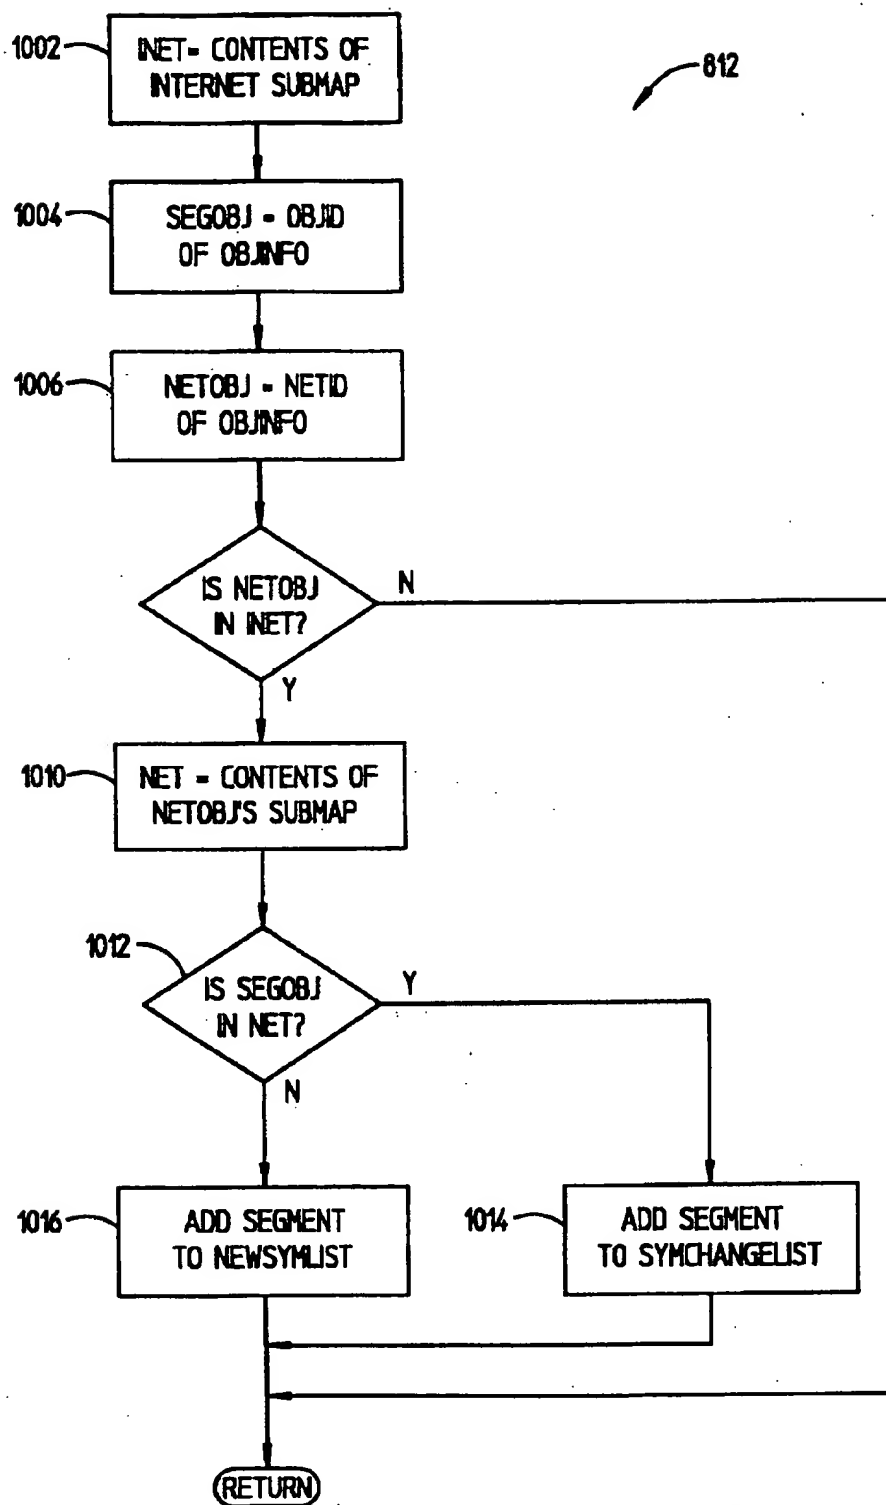 1002
INET= CONTENTS OF
INTERNET SUBMAP
812
1004
SEGOBJ = OBJID
OF OBJINFO
1006
NETOBJ = NETID
OF OBJINFO
IS NETOBJ
IN INET?
N
Y
1010
NET = CONTENTS OF
NETOBJ'S SUBMAP
1012
IS SEGOBJ
IN NET?
Y
N
1016
ADD SEGMENT
TO NEWSYMLIST
1014
ADD SEGMENT
TO SYMCHANGELIST
RETURN